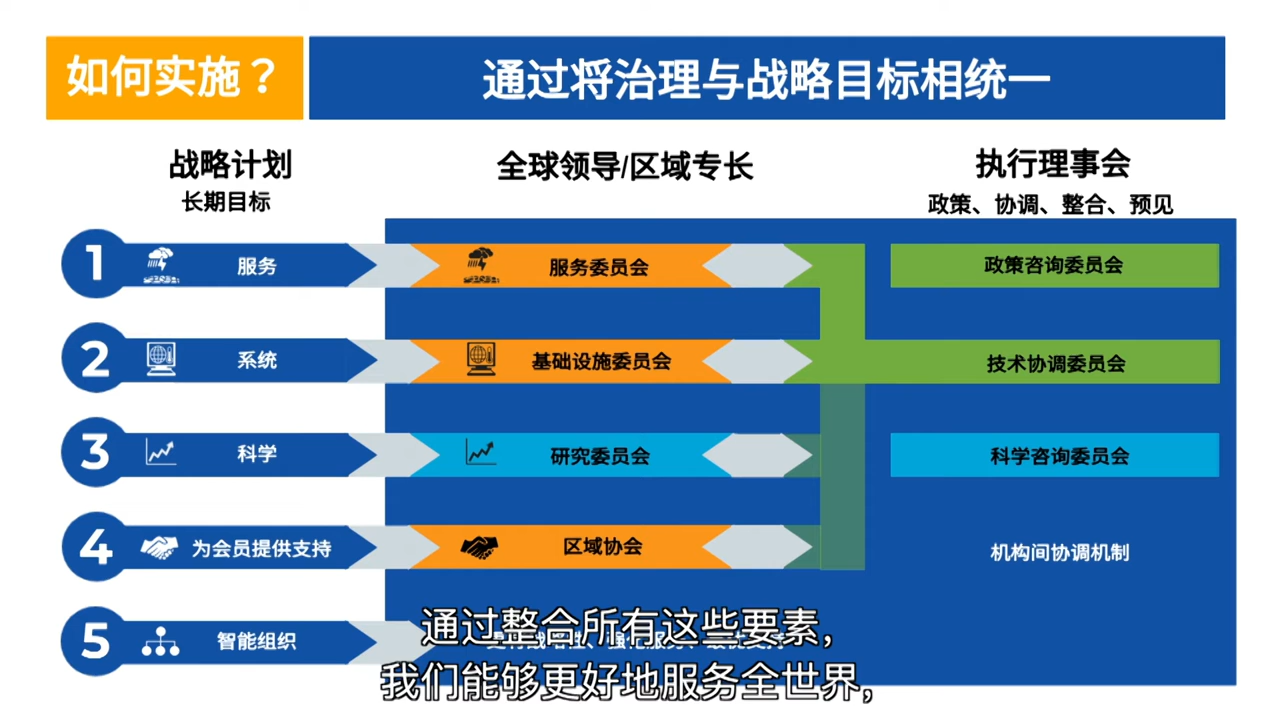 如何实施？
通过将治理与战略目标相统一
战略计划
长期目标
全球领导/区域专长
执行理事会
政策、协调、整合、预见
1 服务
服务委员会
政策咨询委员会
2 系统
基础设施委员会
技术协调委员会
3 科学
研究委员会
科学咨询委员会
4 为会员提供支持
区域协会
机构间协调机制
5 智能组织
通过整合所有这些要素，
我们能够更好地服务全世界，